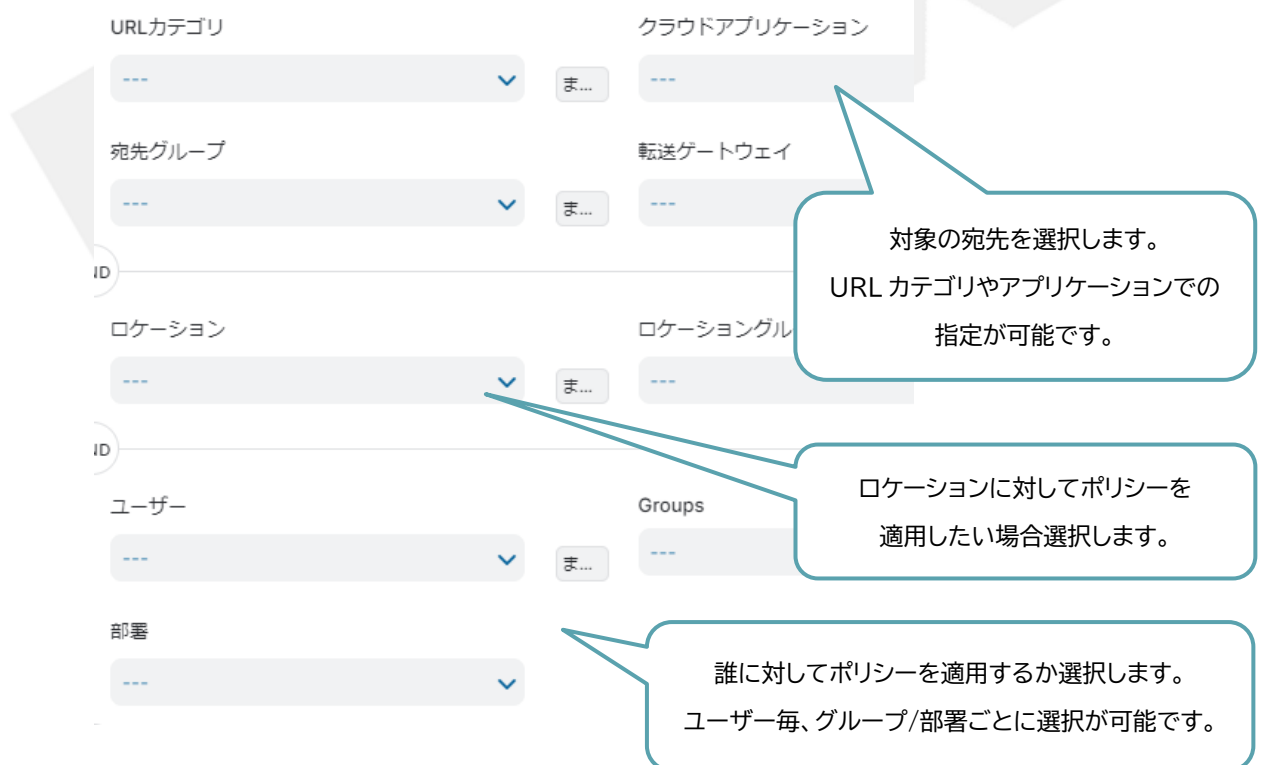 URLカテゴリ
クラウドアプリケーション
---
ま...
---
宛先グループ
転送ゲートウェイ
---
ま...
---
対象の宛先を選択します。
URL カテゴリやアプリケーションでの
指定が可能です。
ND
ロケーション
ロケーショングル
---
ま...
---
ND
ロケーションに対してポリシーを
適用したい場合選択します。
ユーザー
Groups
---
ま...
---
部署
---
誰に対してポリシーを適用するか選択します。
ユーザー毎、グループ/部署ごとに選択が可能です。